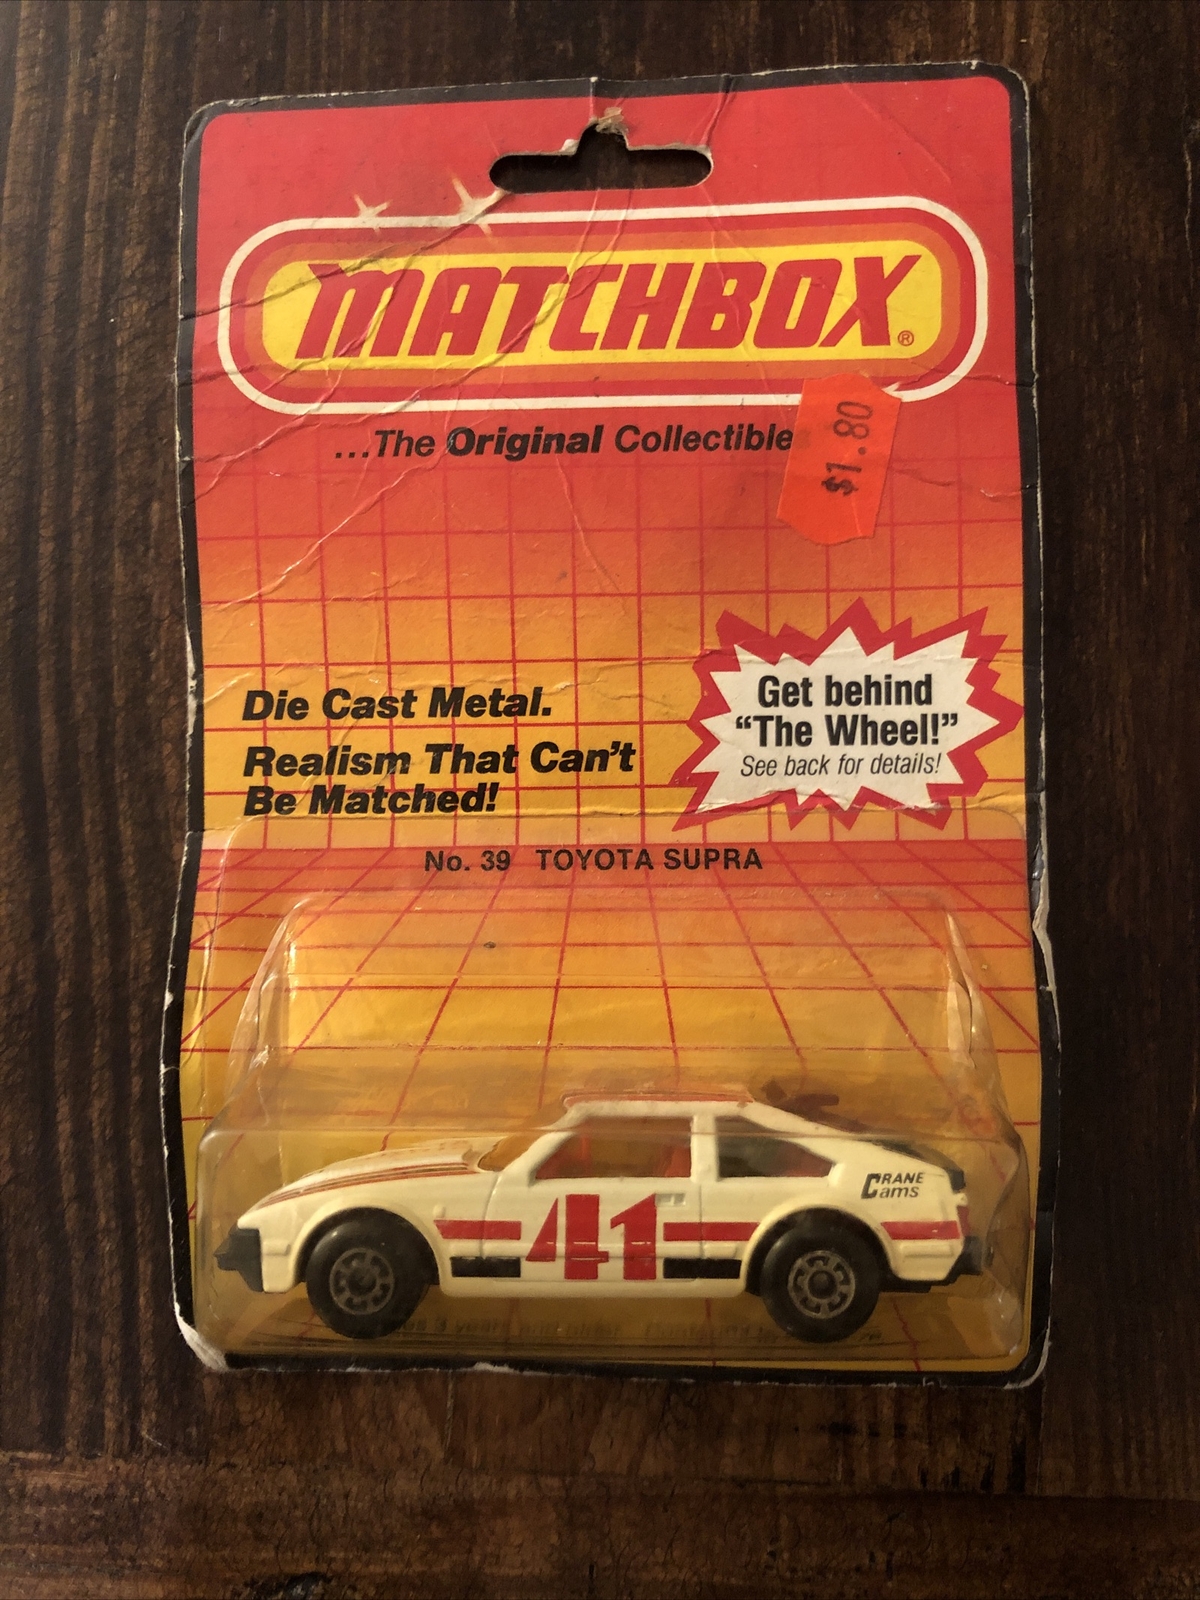 MATCHBOX®
...The Original Collectible
$1.80
Die Cast Metal.
Realism That Can't
Be Matched!
Get behind
"The Wheel!"
See back for details!
No. 39 TOYOTA SUPRA
CRANE
Cams
41